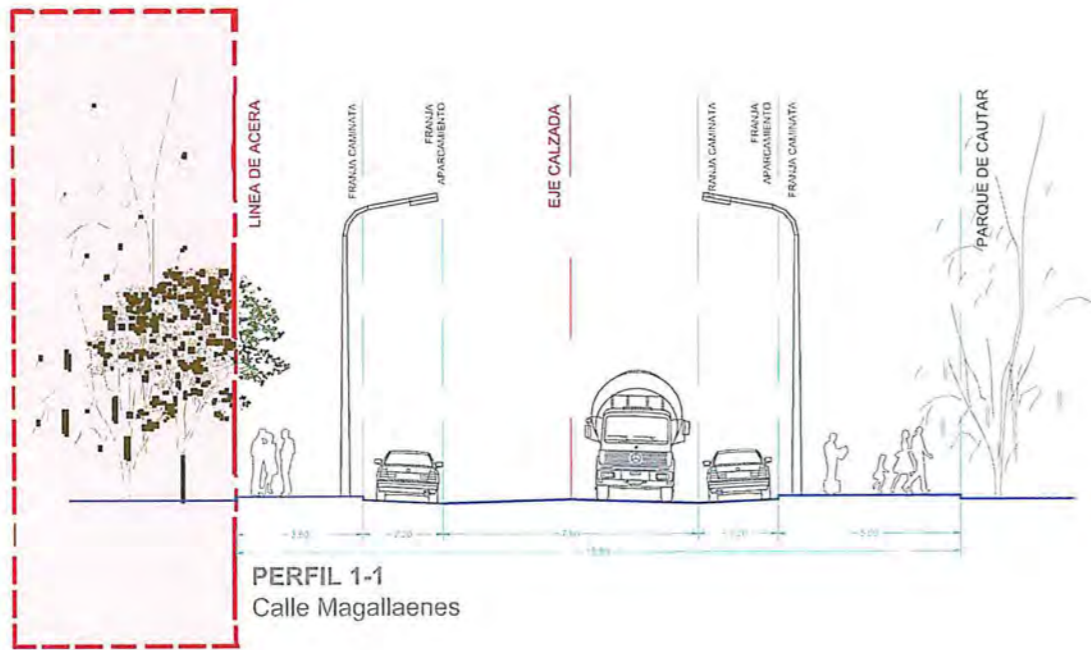 LINEA DE ACERA
FRANJA CAMINATA
FRANJA
APARCAMIENTO
EJE CALZADA
FRANJA CAMINATA
FRANJA
APARCAMIENTO
FRANJA CAMINATA
PARQUE DE CAUTAR
PERFIL 1-1
Calle Magallaenes